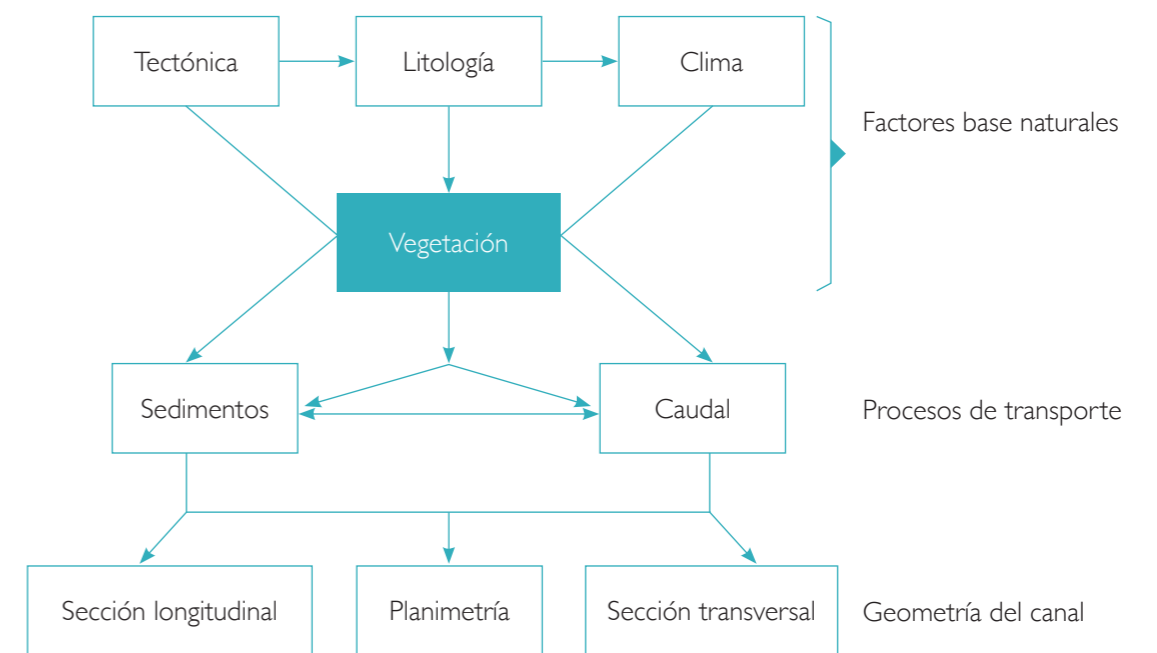 Tectónica
Litología
Clima
Factores base naturales
Vegetación
Sedimentos
Caudal
Procesos de transporte
Sección longitudinal
Planimetría
Sección transversal
Geometría del canal